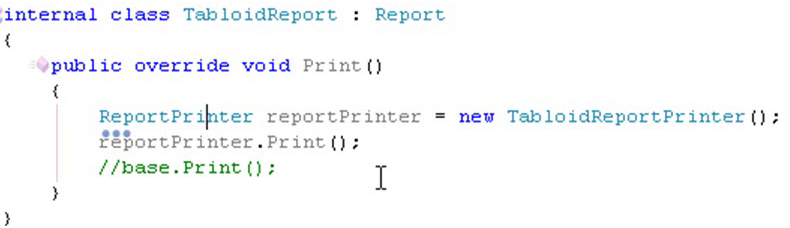 internal class TabloidReport : Report
{
public override void Print()
{
ReportPrinter reportPrinter = new TabloidReportPrinter();
reportPrinter.Print();
//base.Print();
}
}